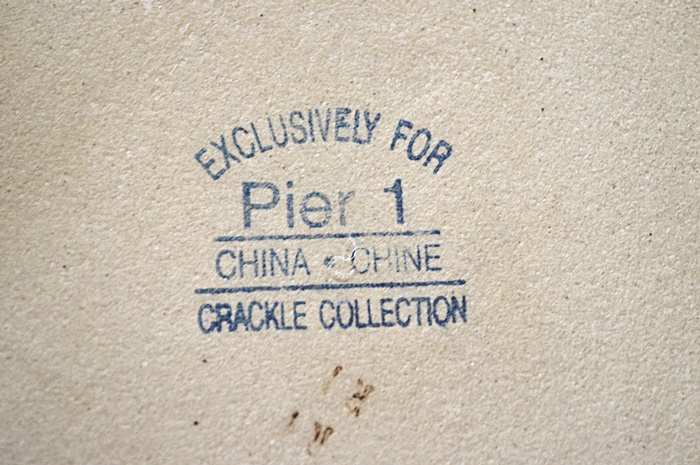 EXCLUSIVELY FOR
Pier 1
CHINA • CHINE
CRACKLE COLLECTION